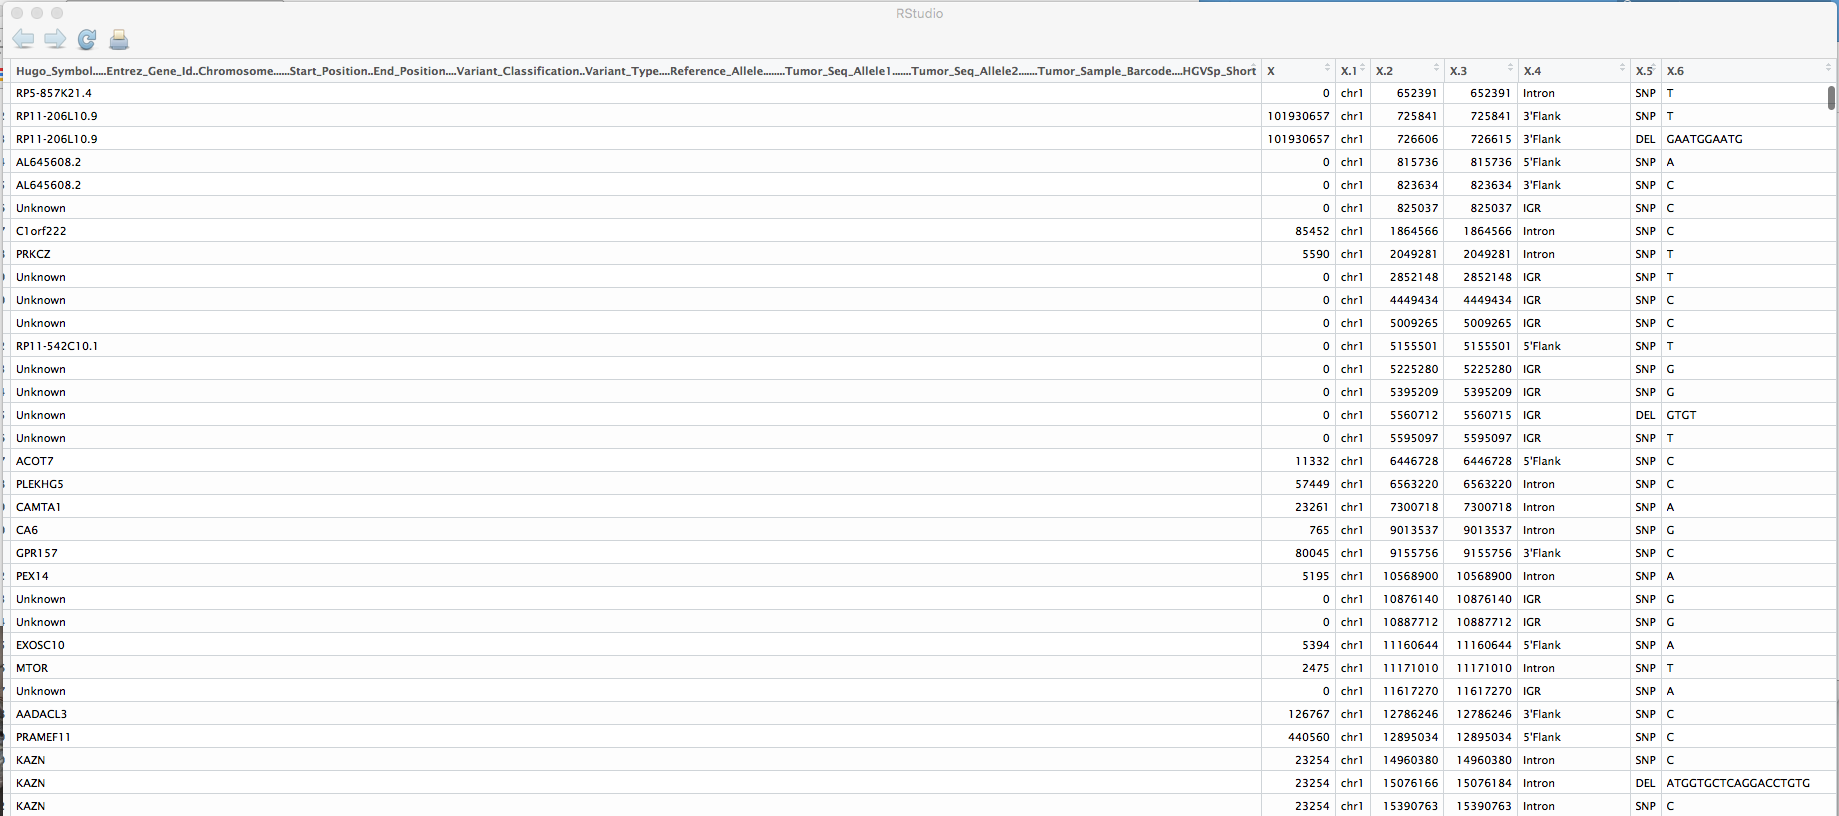 RStudio
Hugo_Symbol.....Entrez_Gene_Id..Chromosome......Start_Position..End_Position....Variant_Classification..Variant_Type....Reference_Allele........Tumor_Seq_Allele1.......Tumor_Seq_Allele2.......Tumor_Sample_Barcode....HGVSp_Short X X.1 X.2 X.3 X.4 X.5 X.6
RP5-857K21.4 0 chr1 652391 652391 Intron SNP T
RP11-206L10.9 101930657 chr1 725841 725841 3'Flank SNP T
RP11-206L10.9 101930657 chr1 726606 726615 3'Flank DEL GAATGGAATG
AL645608.2 0 chr1 815736 815736 5'Flank SNP A
AL645608.2 0 chr1 823634 823634 3'Flank SNP C
Unknown 0 chr1 825037 825037 IGR SNP C
C1orf222 85452 chr1 1864566 1864566 Intron SNP C
PRKCZ 5590 chr1 2049281 2049281 Intron SNP T
Unknown 0 chr1 2852148 2852148 IGR SNP T
Unknown 0 chr1 4449434 4449434 IGR SNP C
Unknown 0 chr1 5009265 5009265 IGR SNP C
RP11-542C10.1 0 chr1 5155501 5155501 5'Flank SNP T
Unknown 0 chr1 5225280 5225280 IGR SNP G
Unknown 0 chr1 5395209 5395209 IGR SNP G
Unknown 0 chr1 5560712 5560715 IGR DEL GTGT
Unknown 0 chr1 5595097 5595097 IGR SNP T
ACOT7 11332 chr1 6446728 6446728 5'Flank SNP C
PLEKHG5 57449 chr1 6563220 6563220 Intron SNP C
CAMTA1 23261 chr1 7300718 7300718 Intron SNP A
CA6 765 chr1 9013537 9013537 Intron SNP G
GPR157 80045 chr1 9155756 9155756 3'Flank SNP C
PEX14 5195 chr1 10568900 10568900 Intron SNP A
Unknown 0 chr1 10876140 10876140 IGR SNP G
Unknown 0 chr1 10887712 10887712 IGR SNP G
EXOSC10 5394 chr1 11160644 11160644 5'Flank SNP A
MTOR 2475 chr1 11171010 11171010 Intron SNP T
Unknown 0 chr1 11617270 11617270 IGR SNP A
AADACL3 126767 chr1 12786246 12786246 3'Flank SNP C
PRAMEF11 440560 chr1 12895034 12895034 5'Flank SNP C
KAZN 23254 chr1 14960380 14960380 Intron SNP C
KAZN 23254 chr1 15076166 15076184 Intron DEL ATGGTGCTCAGGACCTGTG
KAZN 23254 chr1 15390763 15390763 Intron SNP C